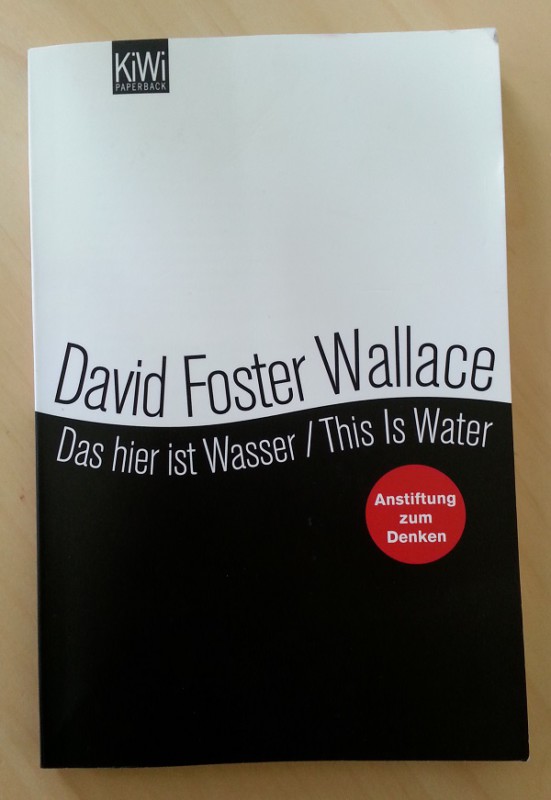 KiWi
PAPERBACK
David Foster Wallace
Das hier ist Wasser / This Is Water
Anstiftung
zum
Denken